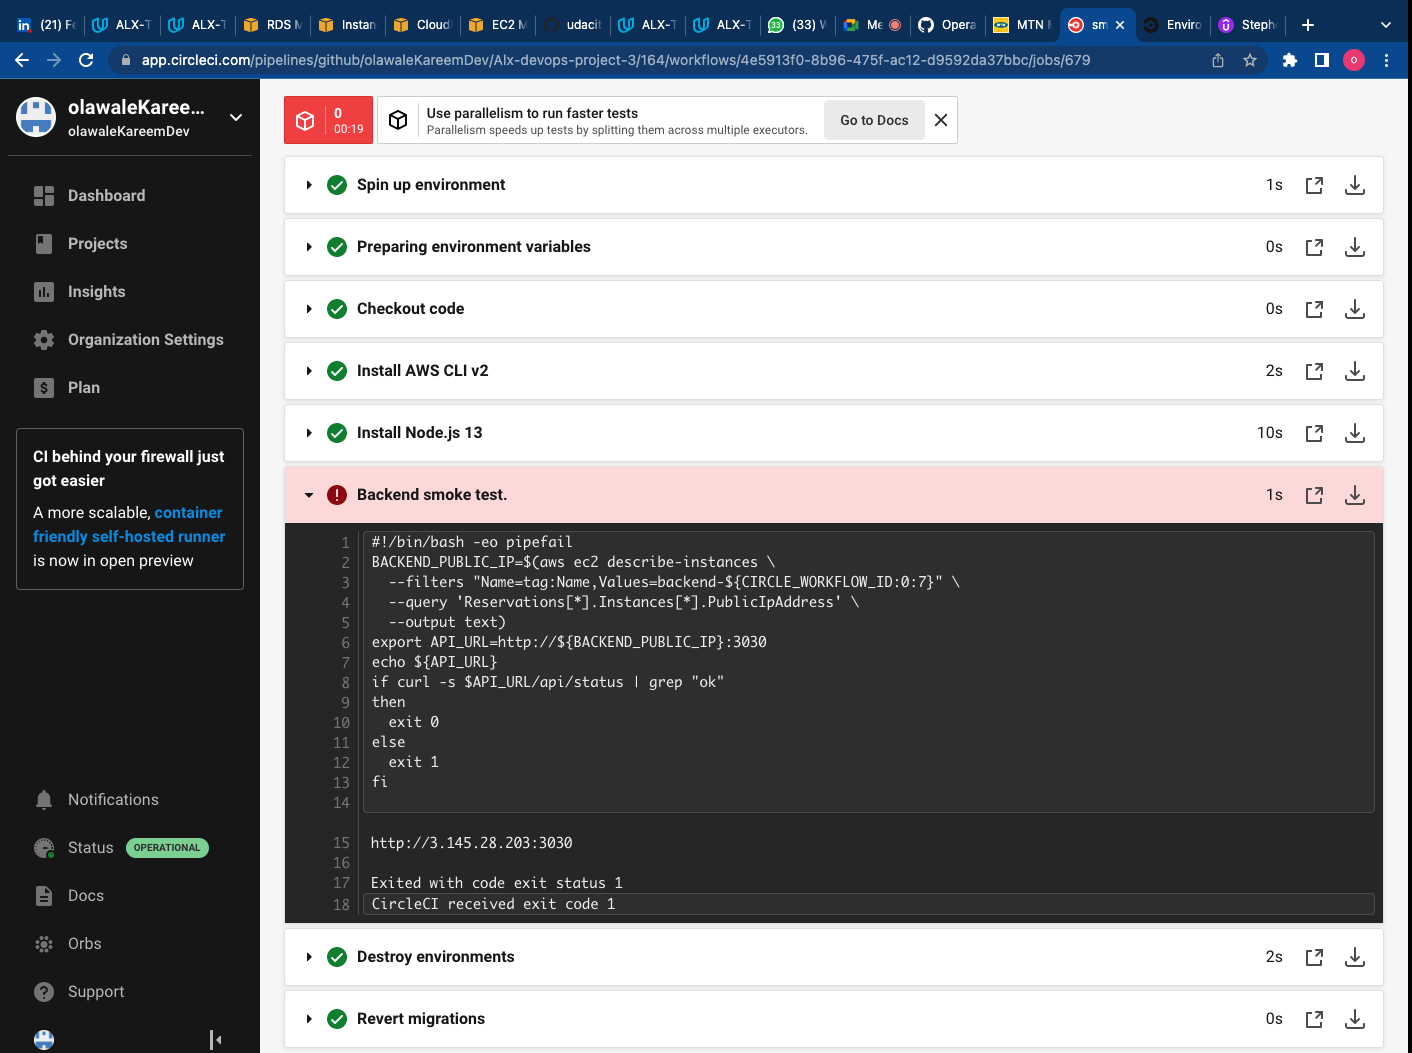 (21) Fe
ALX-T
ALX-T
RDS M
Instan
Cloud
EC2 M
udacit
ALX-T
ALX-T
(33) W
Me
Opera
MTN M
sm
Enviro
Steph
app.circleci.com/pipelines/github/olawaleKareemDev/Alx-devops-project-3/164/workflows/4e5913f0-8b96-475f-ac12-d9592da37bbc/jobs/679
olawaleKaree...
olawaleKareemDev
Dashboard
Projects
Insights
Organization Settings
Plan
CI behind your firewall just
got easier
A more scalable, container
friendly self-hosted runner
is now in open preview
Notifications
Status OPERATIONAL
Docs
Orbs
Support
0
00:19
Use parallelism to run faster tests
Parallelism speeds up tests by splitting them across multiple executors.
Go to Docs
Spin up environment 1s
Preparing environment variables 0s
Checkout code 0s
Install AWS CLI v2 2s
Install Node.js 13 10s
Backend smoke test. 1s
1 #!/bin/bash -eo pipefail
2 BACKEND_PUBLIC_IP=$(aws ec2 describe-instances \
3 --filters "Name=tag:Name,Values=backend-${CIRCLE_WORKFLOW_ID:0:7}" \
4 --query 'Reservations[*].Instances[*].PublicIpAddress' \
5 --output text)
6 export API_URL=http://${BACKEND_PUBLIC_IP}:3030
7 echo ${API_URL}
8 if curl -s $API_URL/api/status | grep "ok"
9 then
10 exit 0
11 else
12 exit 1
13 fi
14
15 http://3.145.28.203:3030
16
17 Exited with code exit status 1
18 CircleCI received exit code 1
Destroy environments 2s
Revert migrations 0s